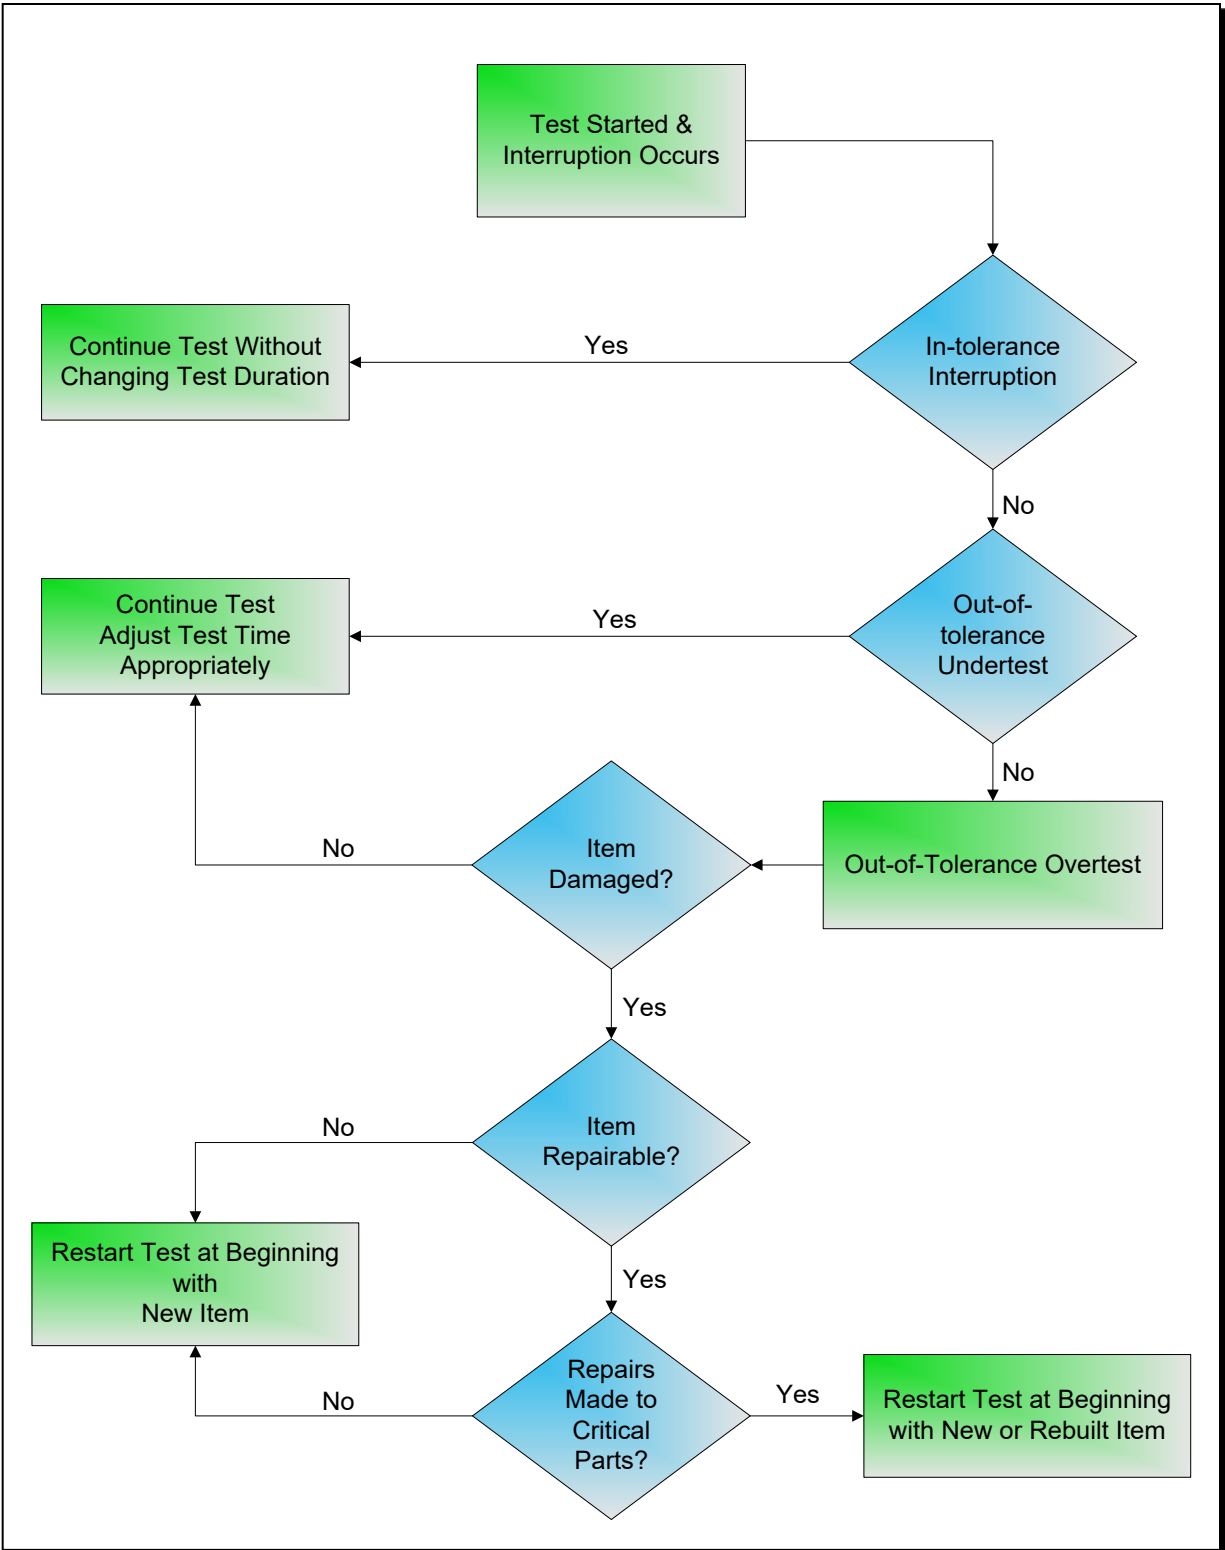 Test Started &
Interruption Occurs
In-tolerance
Interruption
Yes
Continue Test Without
Changing Test Duration
No
Out-of-
tolerance
Undertest
Yes
Continue Test
Adjust Test Time
Appropriately
No
Out-of-Tolerance Overtest
Item
Damaged?
No
Yes
Item
Repairable?
No
Restart Test at Beginning
with
New Item
Yes
Repairs
Made to
Critical
Parts?
No
Yes
Restart Test at Beginning
with New or Rebuilt Item